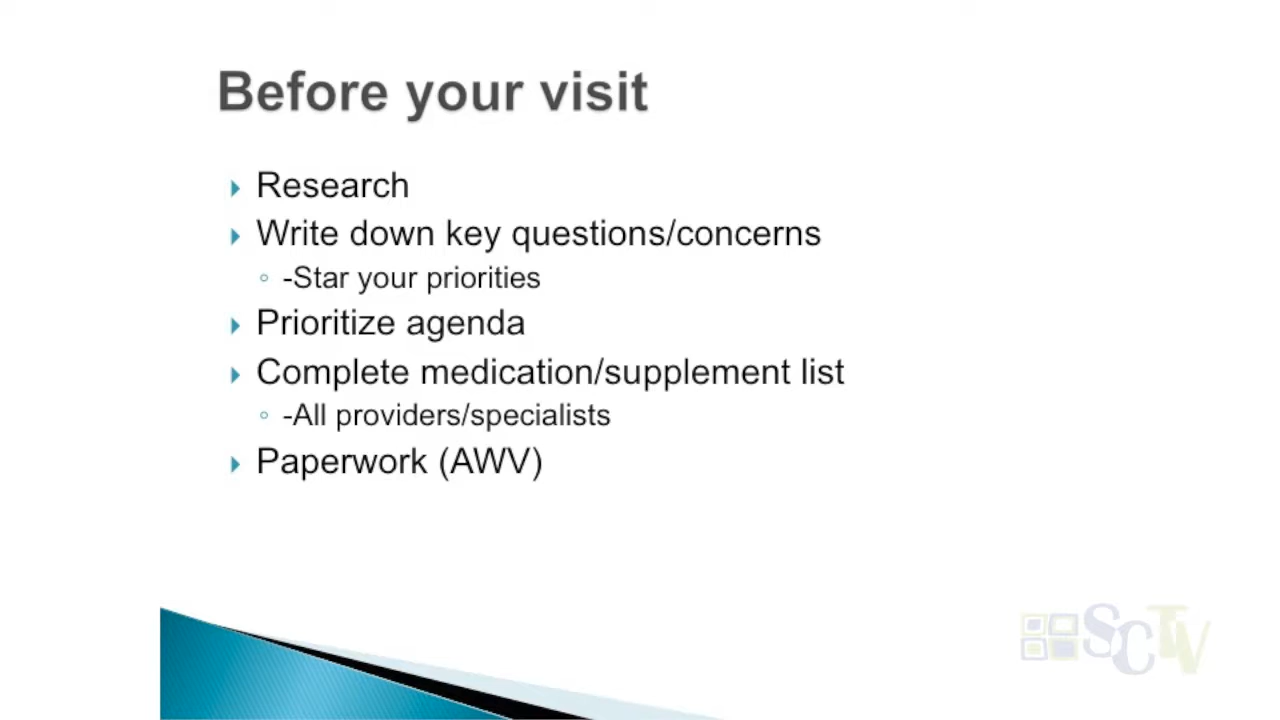 Before your visit
Research
Write down key questions/concerns
-Star your priorities
Prioritize agenda
Complete medication/supplement list
-All providers/specialists
Paperwork (AWV)
SCTV